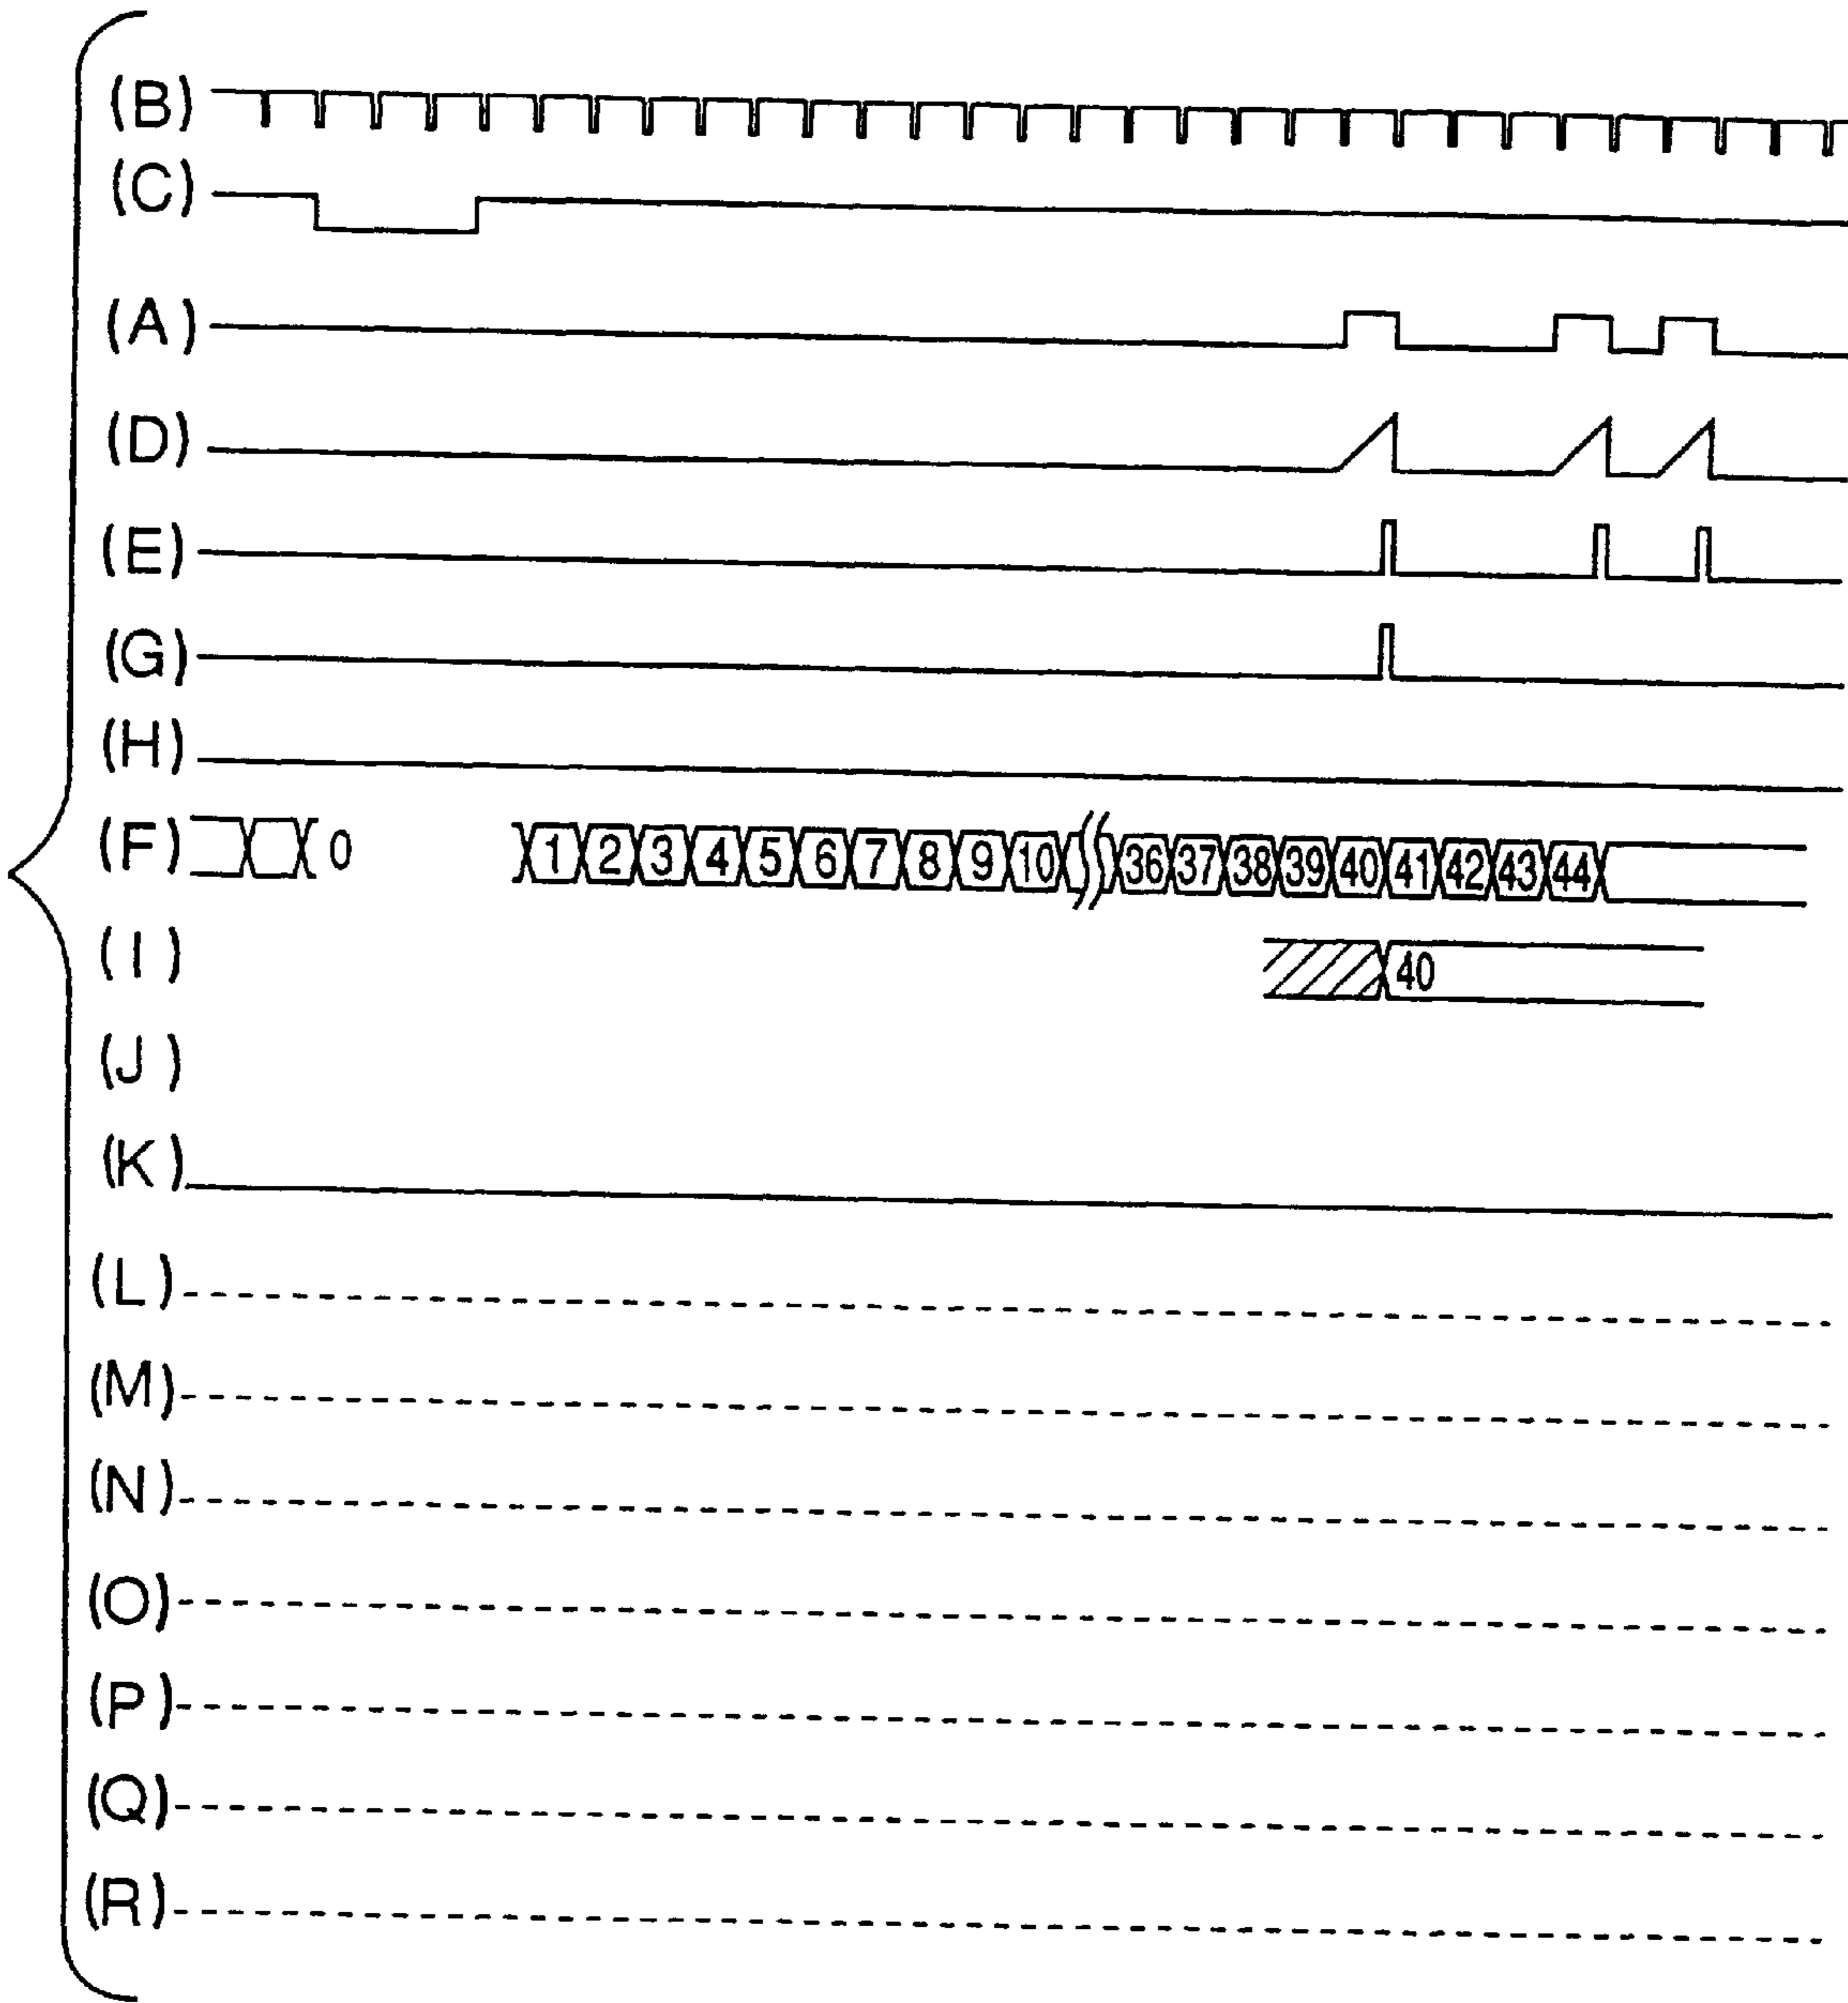 (B)
(C)
(A)
(D)
(E)
(G)
(H)
(F) 0 1 2 3 4 5 6 7 8 9 10 36 37 38 39 40 41 42 43 44
(I) 40
(J)
(K)
(L)
(M)
(N)
(O)
(P)
(Q)
(R)